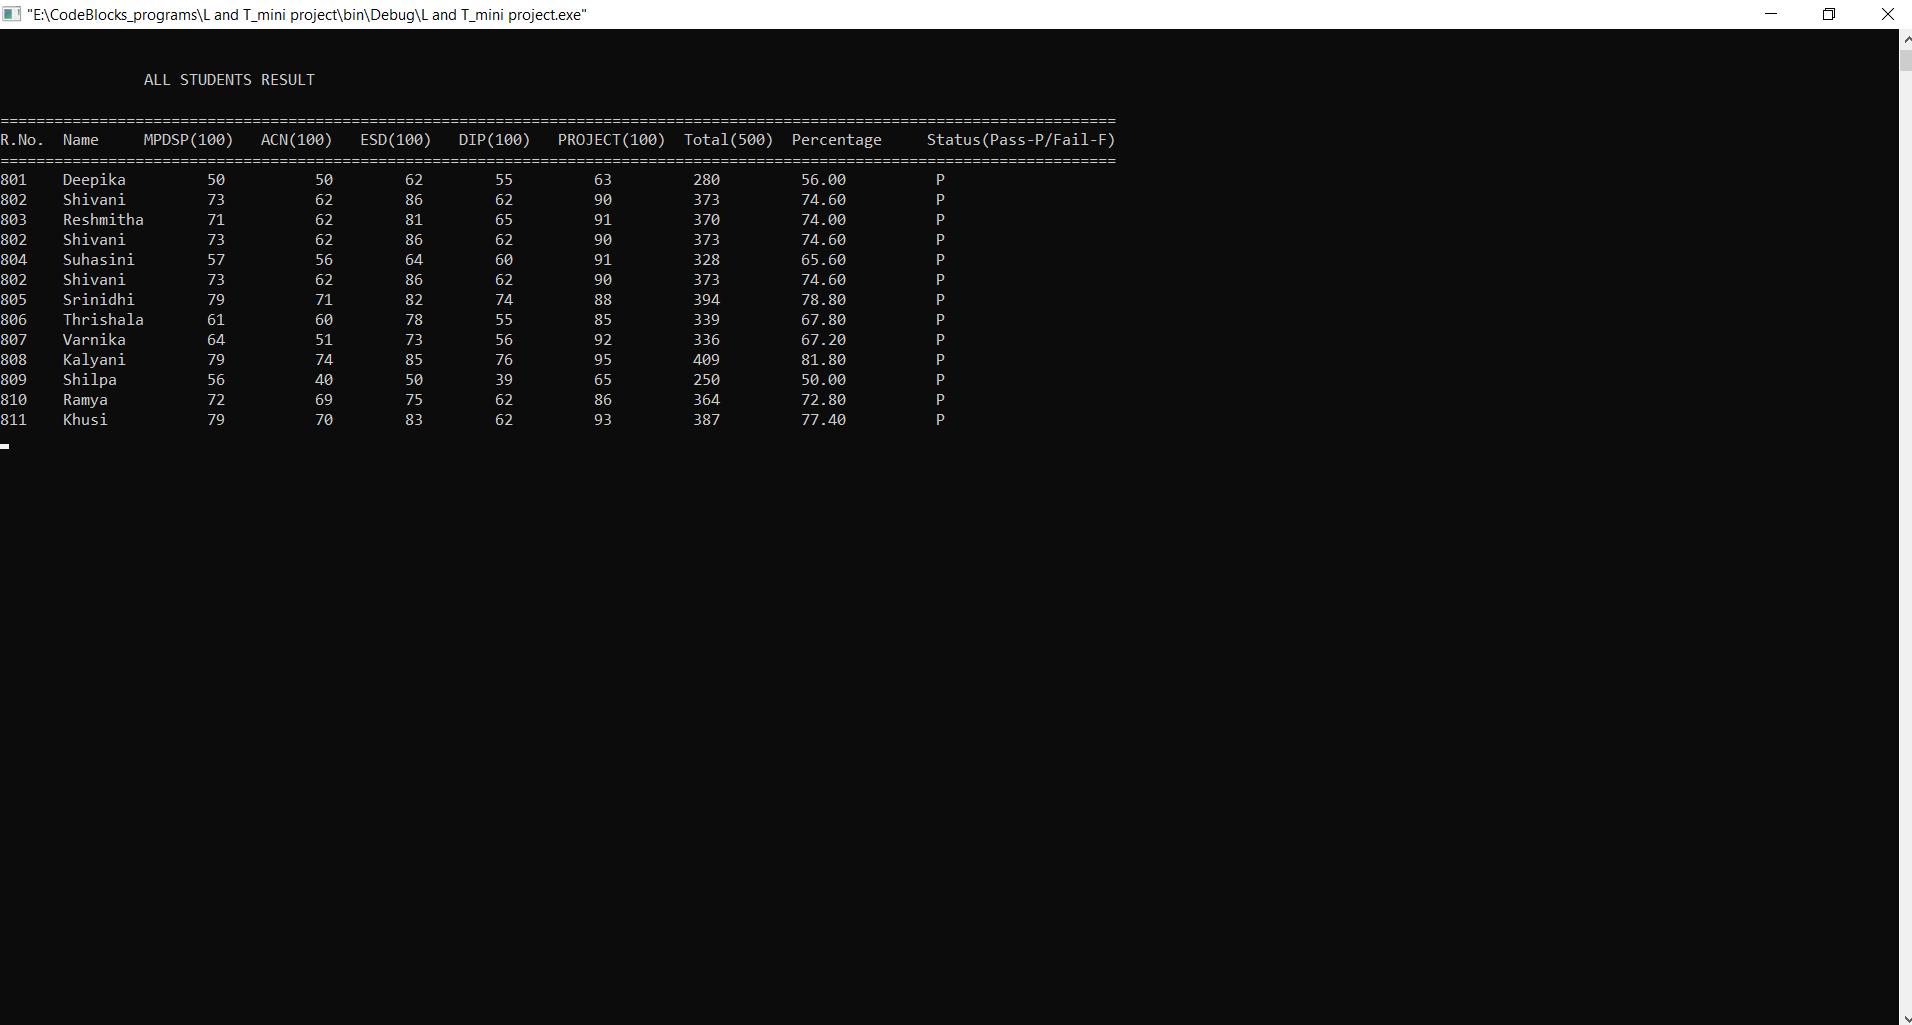 "E:\CodeBlocks_programs\L and T_mini project\bin\Debug\L and T_mini project.exe"
ALL STUDENTS RESULT
============================================================================================================================
R.No.  Name     MPDSP(100)   ACN(100)   ESD(100)   DIP(100)   PROJECT(100)  Total(500)  Percentage     Status(Pass-P/Fail-F)
============================================================================================================================
801    Deepika         50          50        62        55         63         280         56.00          P
802    Shivani         73          62        86        62         90         373         74.60          P
803    Reshmitha       71          62        81        65         91         370         74.00          P
802    Shivani         73          62        86        62         90         373         74.60          P
804    Suhasini        57          56        64        60         91         328         65.60          P
802    Shivani         73          62        86        62         90         373         74.60          P
805    Srinidhi        79          71        82        74         88         394         78.80          P
806    Thrishala       61          60        78        55         85         339         67.80          P
807    Varnika         64          51        73        56         92         336         67.20          P
808    Kalyani         79          74        85        76         95         409         81.80          P
809    Shilpa          56          40        50        39         65         250         50.00          P
810    Ramya           72          69        75        62         86         364         72.80          P
811    Khusi           79          70        83        62         93         387         77.40          P